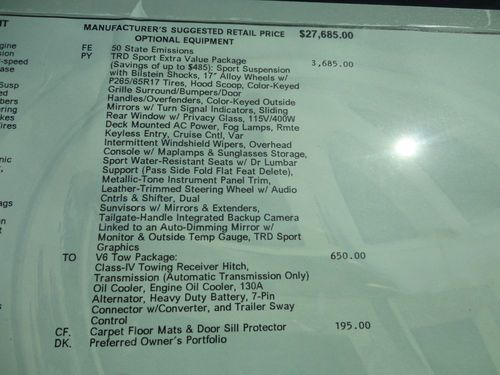 NT
MANUFACTURER'S SUGGESTED RETAIL PRICE $27,685.00
OPTIONAL EQUIPMENT
FE 50 State Emissions
PY TRD Sport Extra Value Package 3,685.00
(Savings of up to $485): Sport Suspension
with Bilstein Shocks, 17" Alloy Wheels w/
P265/65R17 Tires, Hood Scoop, Color-Keyed
Grille Surround/Bumpers/Door
Handles/Overfenders, Color-Keyed Outside
Mirrors w/ Turn Signal Indicators, Sliding
Rear Window w/ Privacy Glass, 115V/400W
Deck Mounted AC Power, Fog Lamps, Rmte
Keyless Entry, Cruise Cntl, Var
Intermittent Windshield Wipers, Overhead
Console w/ Maplamps & Sunglasses Storage,
Sport Water-Resistant Seats w/ Dr Lumbar
Support (Pass Side Fold Flat Feat Delete),
Metallic-Tone Instrument Panel Trim,
Leather-Trimmed Steering Wheel w/ Audio
Cntrls & Shifter, Dual
Sunvisors w/ Mirrors & Extenders,
Tailgate-Handle Integrated Backup Camera
Linked to an Auto-Dimming Mirror w/
Monitor & Outside Temp Gauge, TRD Sport
Graphics
TO V6 Tow Package: 650.00
Class-IV Towing Receiver Hitch,
Transmission (Automatic Transmission Only)
Oil Cooler, Engine Oil Cooler, 130A
Alternator, Heavy Duty Battery, 7-Pin
Connector w/Converter, and Trailer Sway
Control
CF. Carpet Floor Mats & Door Sill Protector 195.00
DK. Preferred Owner's Portfolio